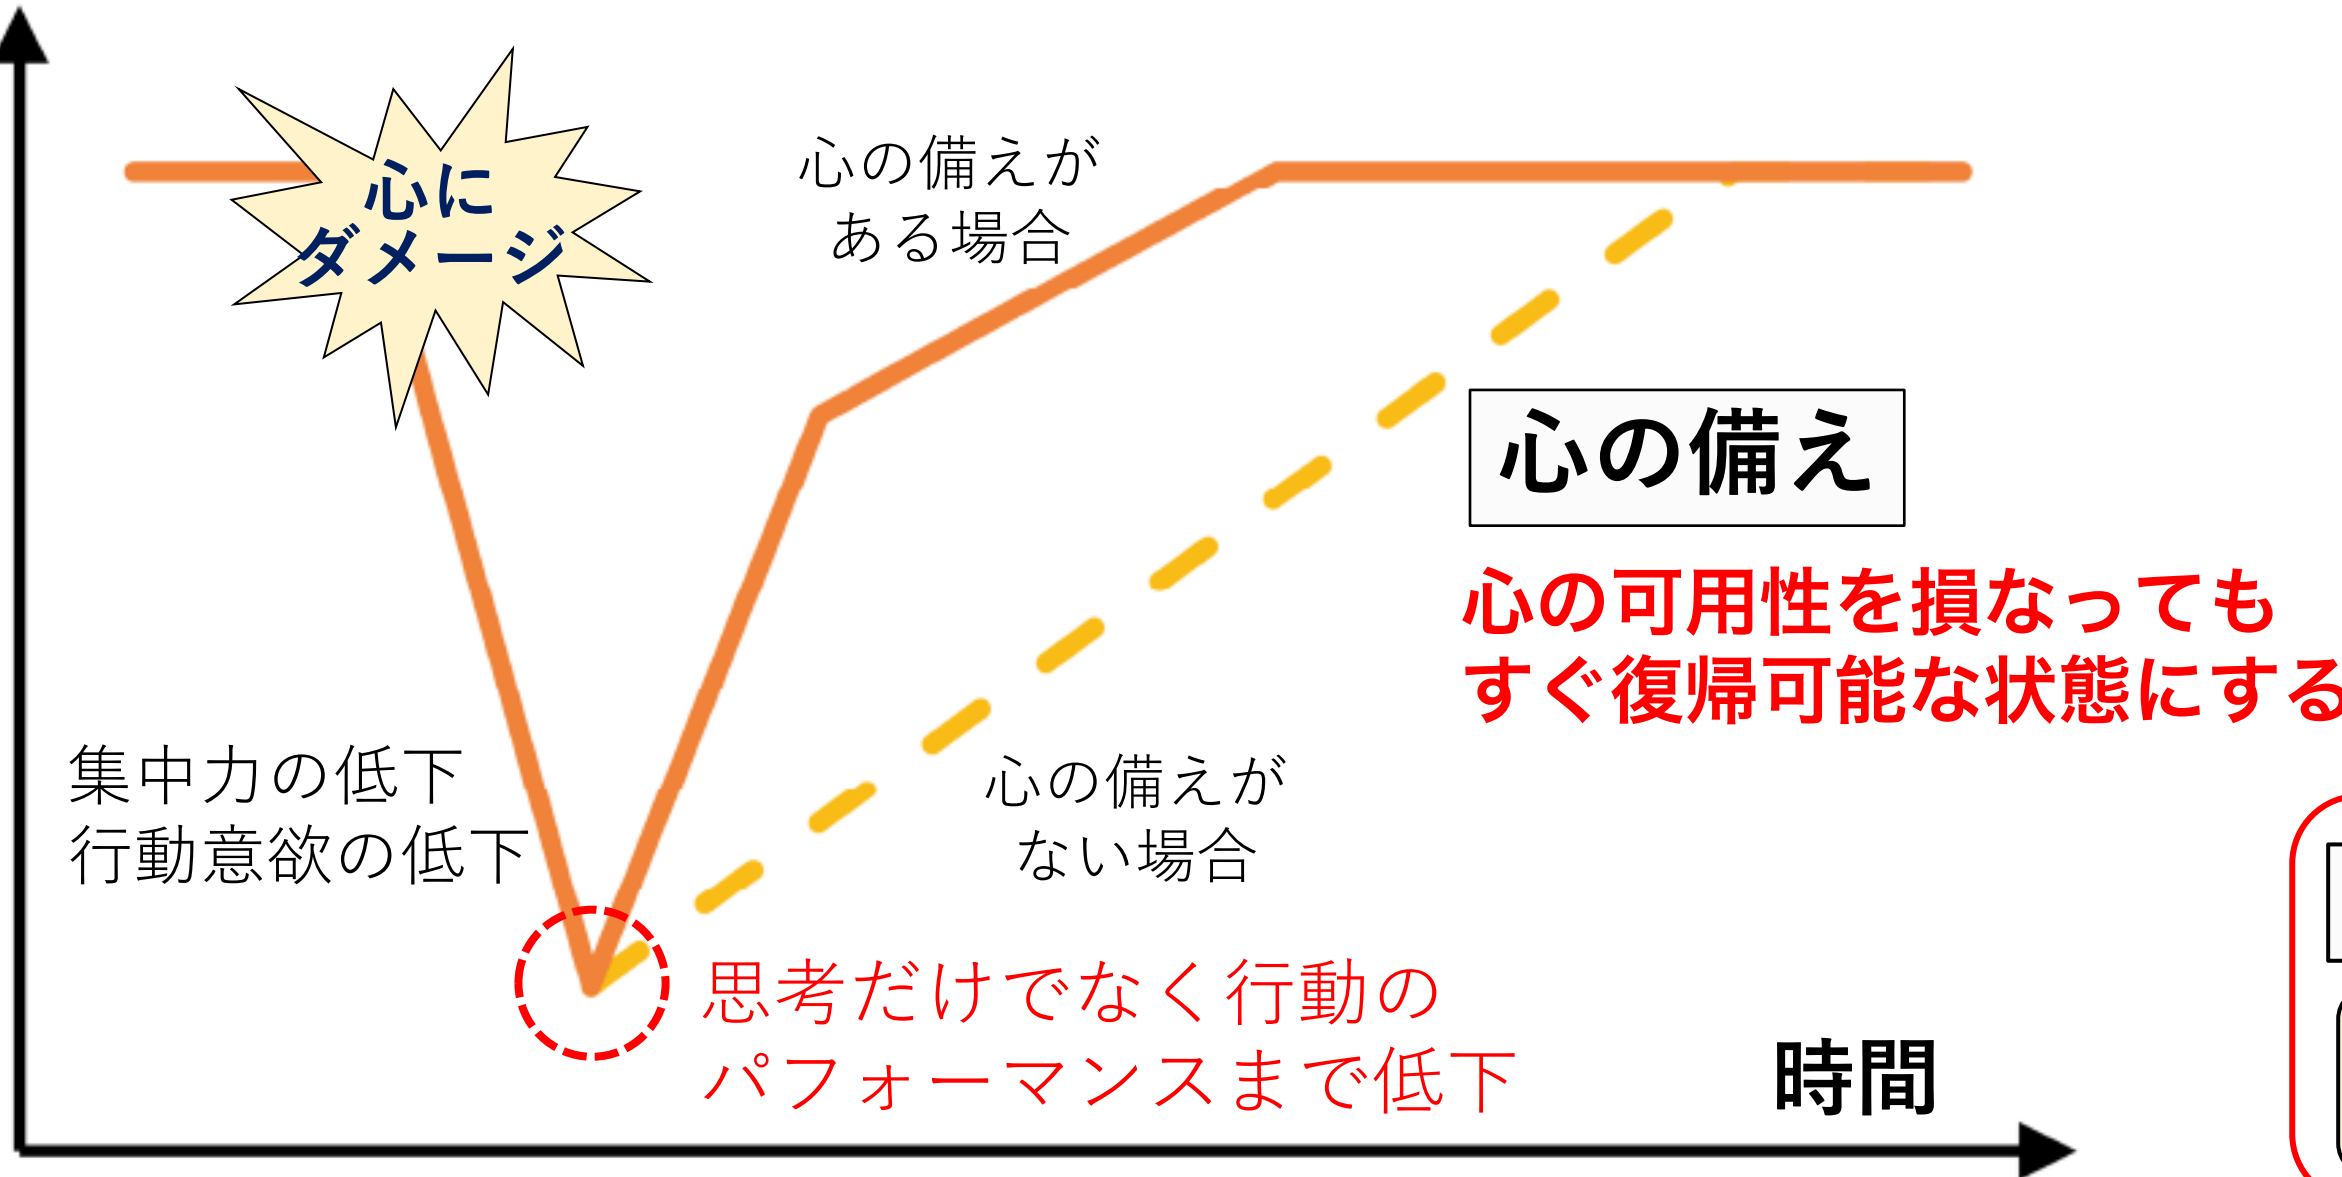 心に
ダメージ
心の備えが
ある場合
心の備え
心の可用性を損なっても
すぐ復帰可能な状態にする
集中力の低下
行動意欲の低下
心の備えが
ない場合
思考だけでなく行動の
パフォーマンスまで低下
時間